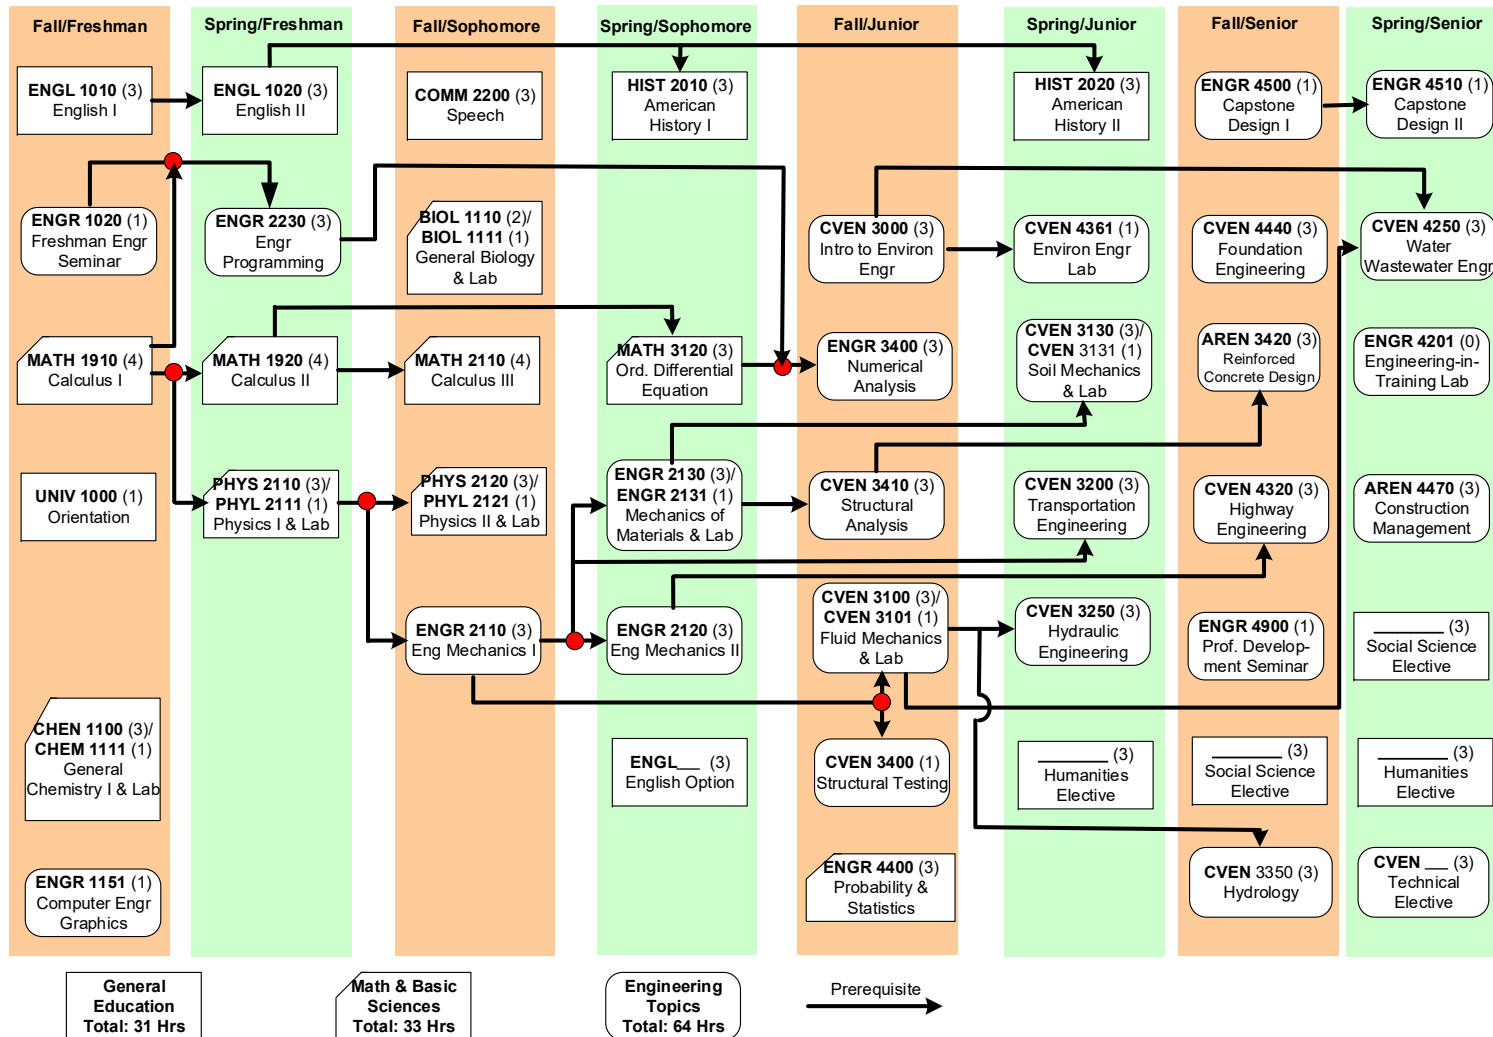 Fall/Freshman
ENGL 1010 (3)
English I
ENGR 1020 (1)
Freshman Engr
Seminar
MATH 1910 (4)
Calculus I
UNIV 1000 (1)
Orientation
CHEN 1100 (3)/
CHEM 1111 (1)
General
Chemistry I & Lab
ENGR 1151 (1)
Computer Engr
Graphics
Spring/Freshman
ENGL 1020 (3)
English II
ENGR 2230 (3)
Engr
Programming
MATH 1920 (4)
Calculus II
PHYS 2110 (3)/
PHYL 2111 (1)
Physics I & Lab
Fall/Sophomore
COMM 2200 (3)
Speech
BIOL 1110 (2)/
BIOL 1111 (1)
General Biology
& Lab
MATH 2110 (4)
Calculus III
PHYS 2120 (3)/
PHYL 2121 (1)
Physics II & Lab
ENGR 2110 (3)
Eng Mechanics I
Spring/Sophomore
HIST 2010 (3)
American
History I
MATH 3120 (3)
Ord. Differential
Equation
ENGR 2130 (3)/
ENGR 2131 (1)
Mechanics of
Materials & Lab
ENGR 2120 (3)
Eng Mechanics II
ENGL___ (3)
English Option
Fall/Junior
CVEN 3000 (3)
Intro to Environ
Engr
ENGR 3400 (3)
Numerical
Analysis
CVEN 3410 (3)
Structural
Analysis
CVEN 3100 (3)/
CVEN 3101 (1)
Fluid Mechanics
& Lab
CVEN 3400 (1)
Structural Testing
ENGR 4400 (3)
Probability &
Statistics
Spring/Junior
HIST 2020 (3)
American
History II
CVEN 4361 (1)
Environ Engr
Lab
CVEN 3130 (3)/
CVEN 3131 (1)
Soil Mechanics
& Lab
CVEN 3200 (3)
Transportation
Engineering
CVEN 3250 (3)
Hydraulic
Engineering
________ (3)
Humanities
Elective
Fall/Senior
ENGR 4500 (1)
Capstone
Design I
CVEN 4440 (3)
Foundation
Engineering
AREN 3420 (3)
Reinforced
Concrete Design
CVEN 4320 (3)
Highway
Engineering
ENGR 4900 (1)
Prof. Develop-
ment Seminar
________ (3)
Social Science
Elective
CVEN 3350 (3)
Hydrology
Spring/Senior
ENGR 4510 (1)
Capstone
Design II
CVEN 4250 (3)
Water
Wastewater Engr
ENGR 4201 (0)
Engineering-in-
Training Lab
AREN 4470 (3)
Construction
Management
________ (3)
Social Science
Elective
________ (3)
Humanities
Elective
CVEN ___ (3)
Technical
Elective
General
Education
Total: 31 Hrs
Math & Basic
Sciences
Total: 33 Hrs
Engineering
Topics
Total: 64 Hrs
Prerequisite